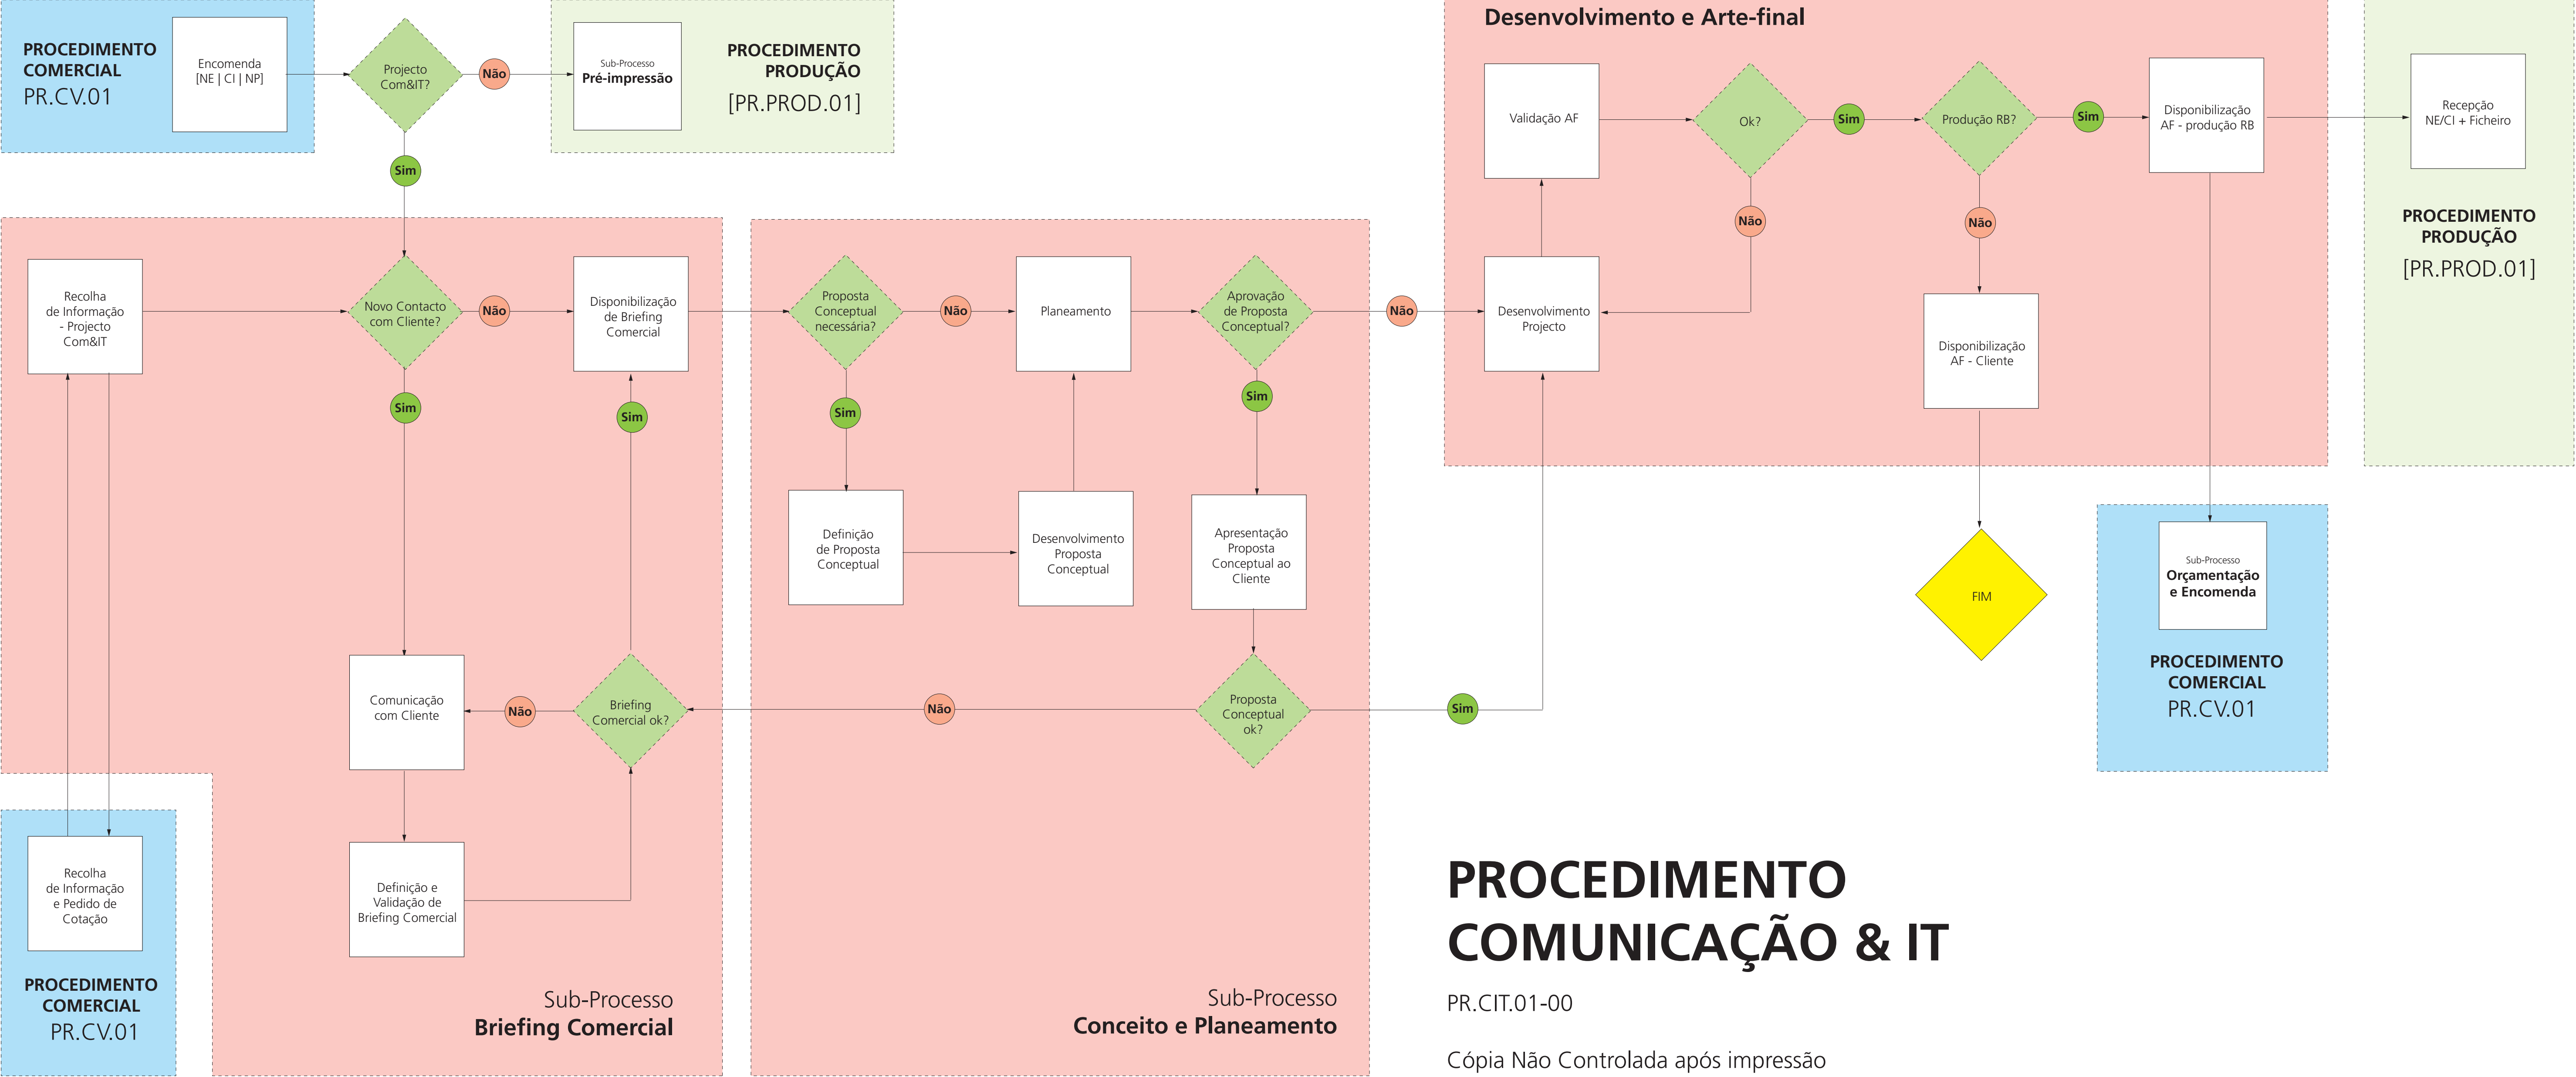 PROCEDIMENTO
COMERCIAL
PR.CV.01
Encomenda
[NE | CI | NP]
Projecto
Com&IT?
Não
Sub-Processo
Pré-impressão
PROCEDIMENTO
PRODUÇÃO
[PR.PROD.01]
Sim
Recolha
de Informação
- Projecto
Com&IT
Novo Contacto
com Cliente?
Não
Disponibilização
de Briefing
Comercial
Sim
Sim
Comunicação
com Cliente
Não
Briefing
Comercial ok?
Definição e
Validação de
Briefing Comercial
Sub-Processo
Briefing Comercial
Recolha
de Informação
e Pedido de
Cotação
PROCEDIMENTO
COMERCIAL
PR.CV.01
Proposta
Conceptual
necessária?
Não
Planeamento
Aprovação
de Proposta
Conceptual?
Não
Sim
Sim
Definição
de Proposta
Conceptual
Desenvolvimento
Proposta
Conceptual
Apresentação
Proposta
Conceptual ao
Cliente
Não
Proposta
Conceptual
ok?
Sim
Sub-Processo
Conceito e Planeamento
Desenvolvimento e Arte-final
Validação AF
Ok?
Sim
Produção RB?
Sim
Disponibilização
AF - produção RB
Não
Não
Desenvolvimento
Projecto
Disponibilização
AF - Cliente
FIM
Recepção
NE/CI + Ficheiro
PROCEDIMENTO
PRODUÇÃO
[PR.PROD.01]
Sub-Processo
Orçamentação
e Encomenda
PROCEDIMENTO
COMERCIAL
PR.CV.01
PROCEDIMENTO
COMUNICAÇÃO & IT
PR.CIT.01-00
Cópia Não Controlada após impressão